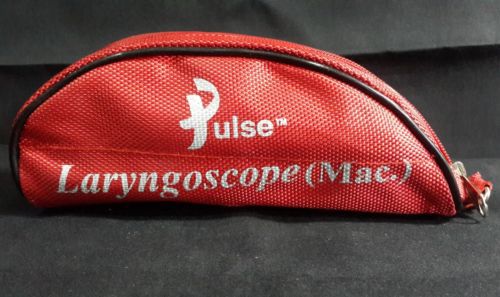 Pulse™
Laryngoscope (Mac.)